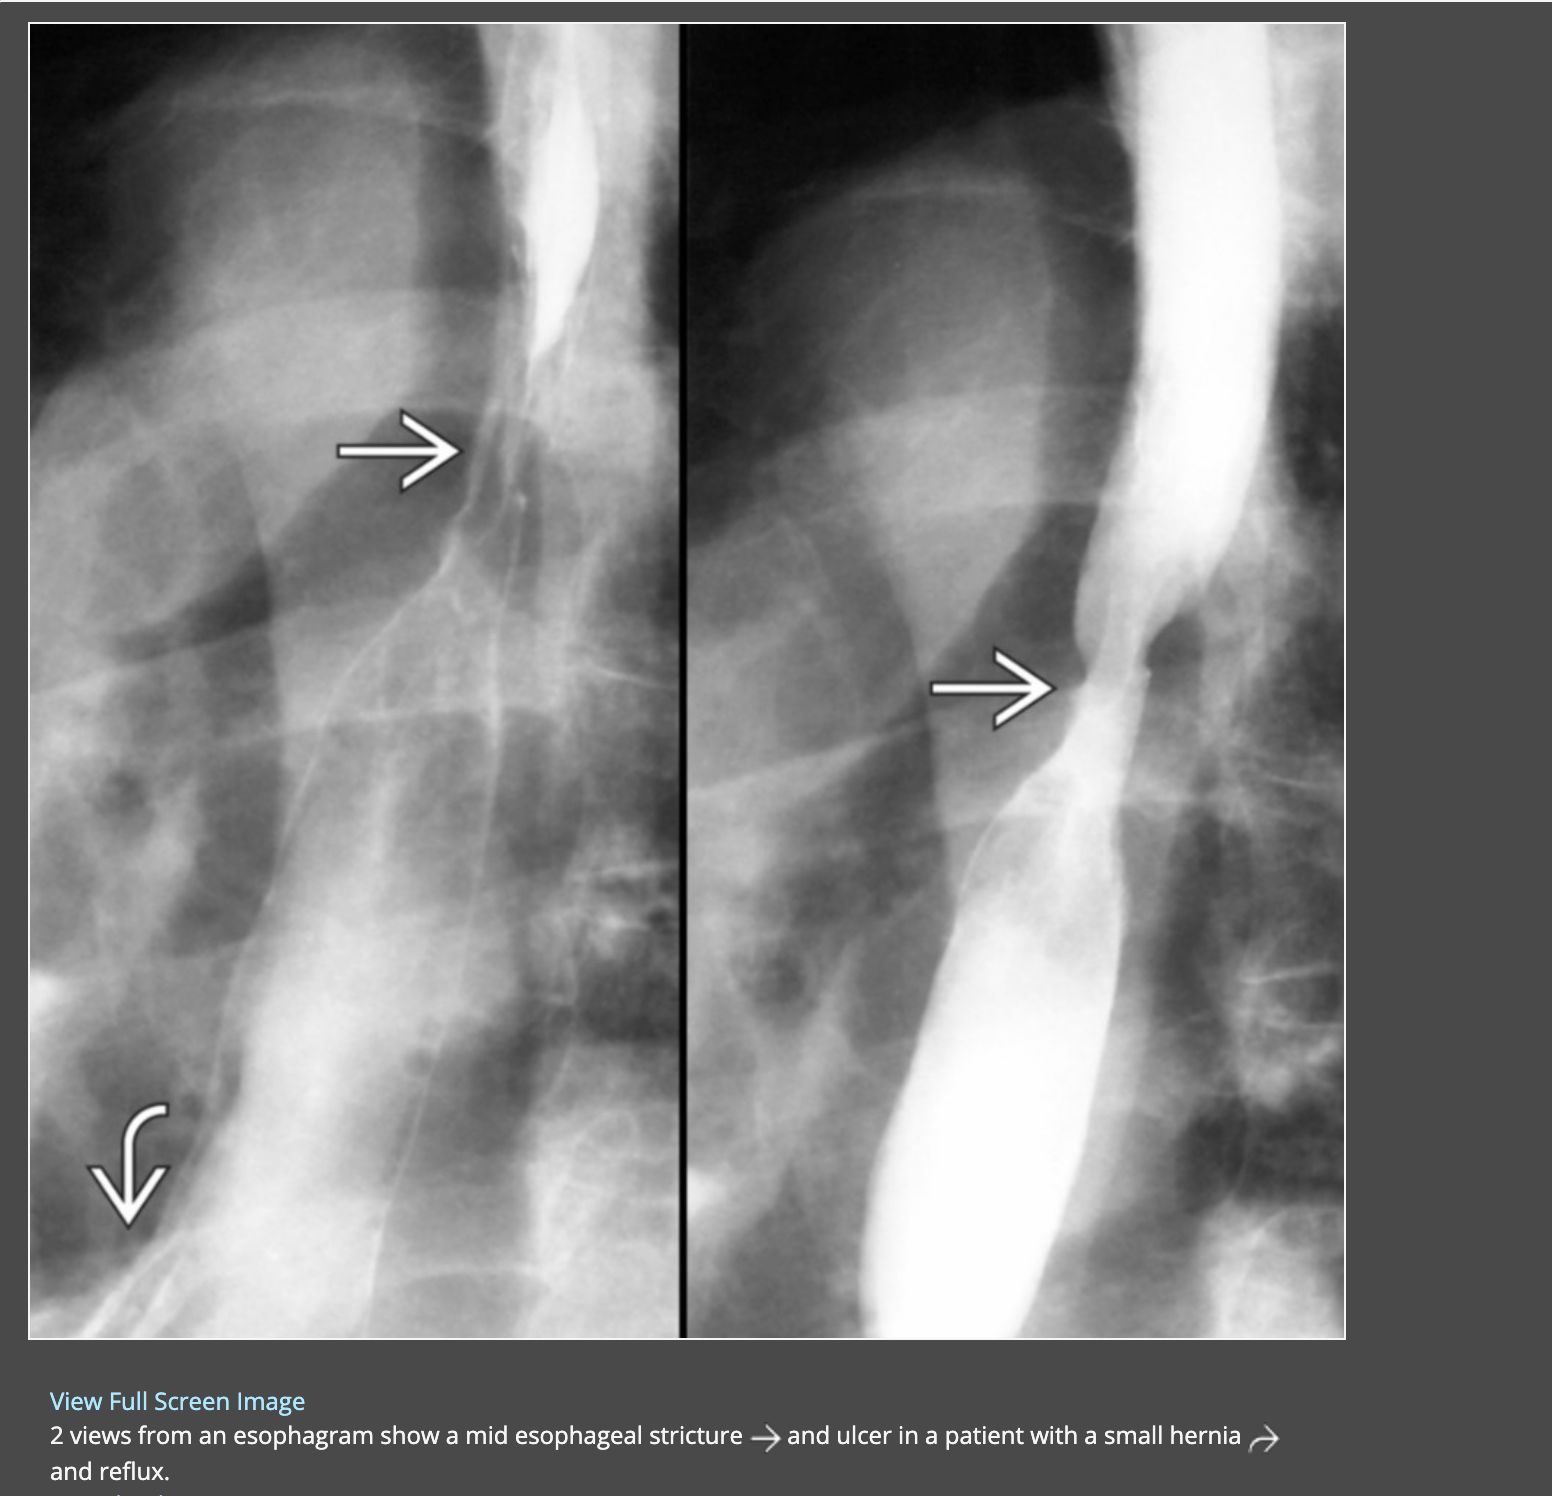 View Full Screen Image
2 views from an esophagram show a mid esophageal stricture → and ulcer in a patient with a small hernia
and reflux.